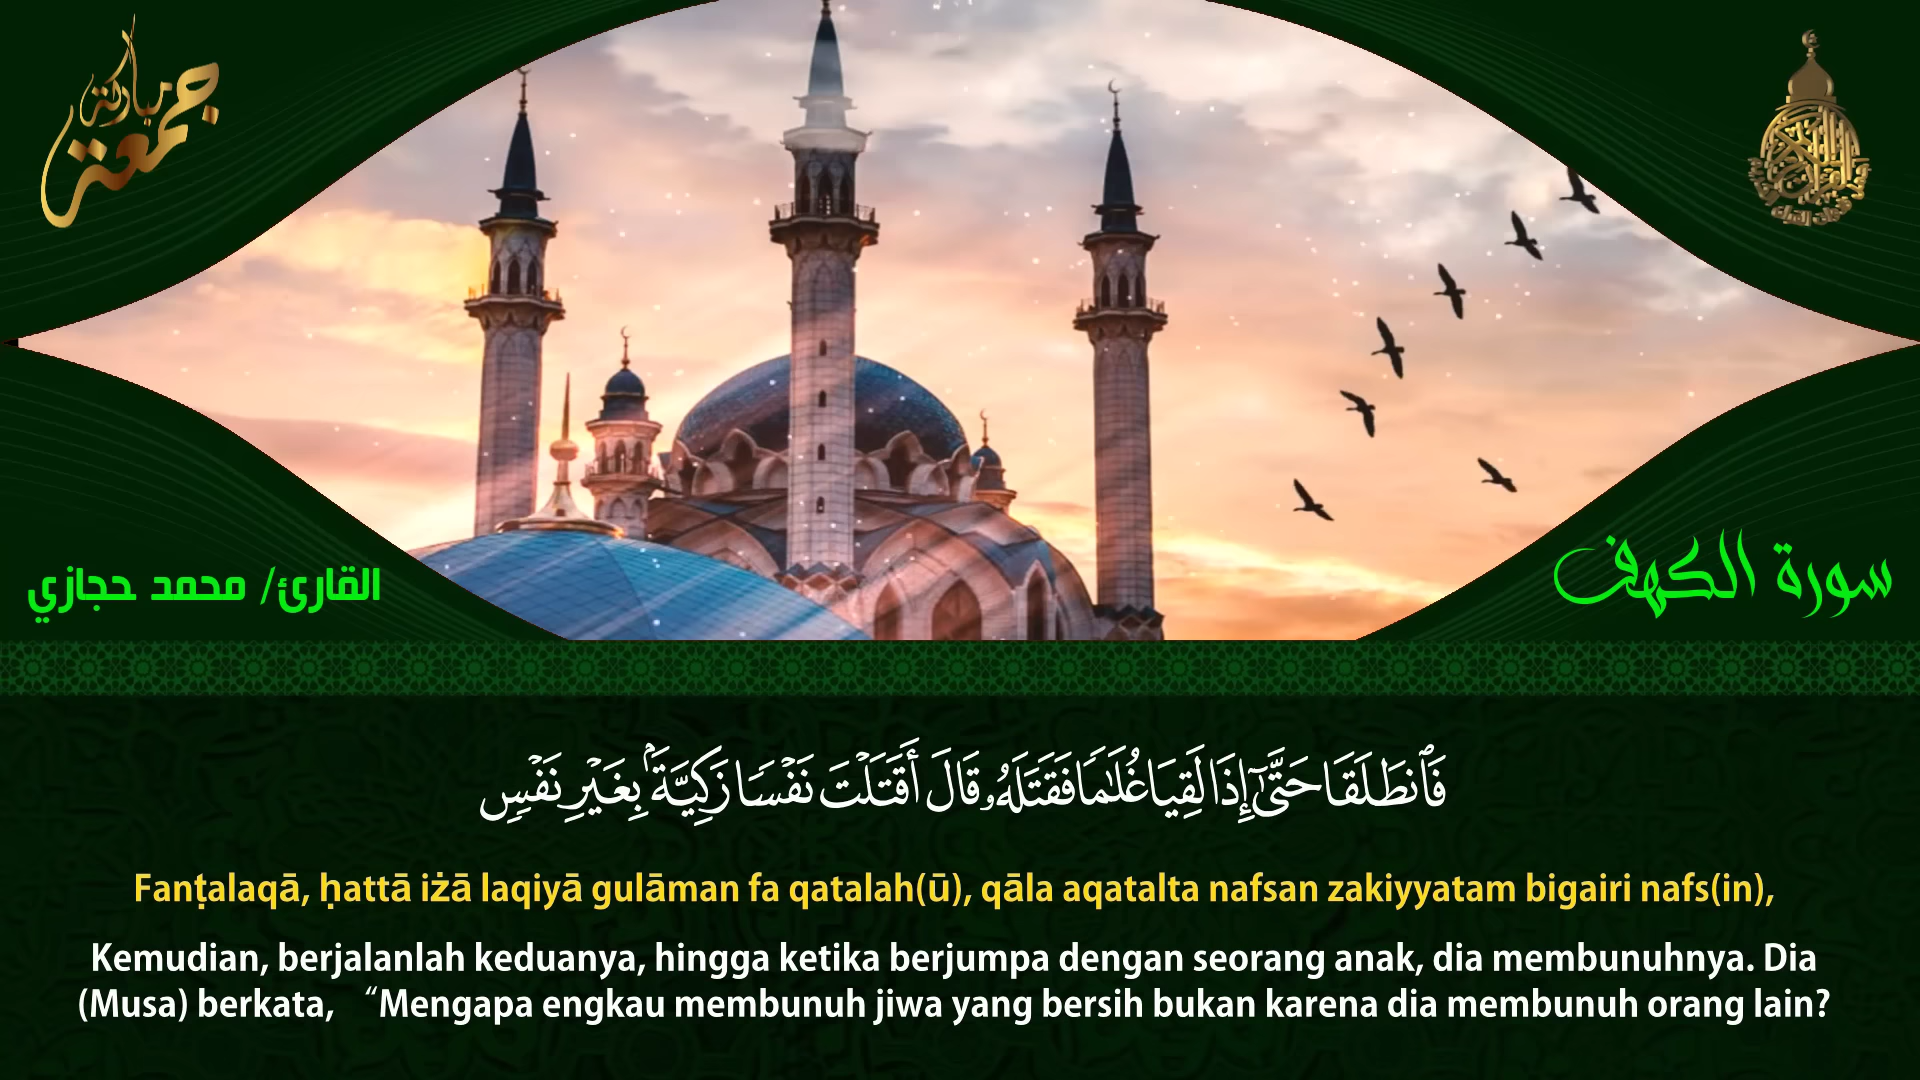 جمعة مباركة
القارئ/ محمد حجازي
سورة الكهف
فَٱنطَلَقَا حَتَّىٰٓ إِذَا لَقِيَا غُلَٰمًا فَقَتَلَهُۥ قَالَ أَقَتَلۡتَ نَفۡسٗا زَكِيَّةَۢ بِغَيۡرِ نَفۡسٖ
Fanṭalaqā, ḥattā iżā laqiyā gulāman fa qatalah(ū), qāla aqatalta nafsan zakiyyatam bigairi nafs(in),
Kemudian, berjalanlah keduanya, hingga ketika berjumpa dengan seorang anak, dia membunuhnya. Dia
(Musa) berkata, “Mengapa engkau membunuh jiwa yang bersih bukan karena dia membunuh orang lain?